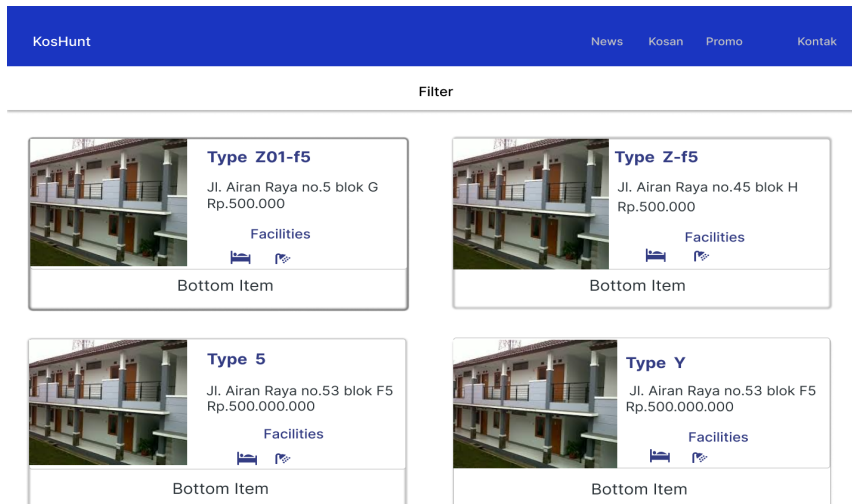 KosHunt
News Kosan Promo Kontak
Filter
Type Z01-f5
Jl. Airan Raya no.5 blok G
Rp.500.000
Facilities
Bottom Item
Type Z-f5
Jl. Airan Raya no.45 blok H
Rp.500.000
Facilities
Bottom Item
Type 5
Jl. Airan Raya no.53 blok F5
Rp.500.000.000
Facilities
Bottom Item
Type Y
Jl. Airan Raya no.53 blok F5
Rp.500.000.000
Facilities
Bottom Item